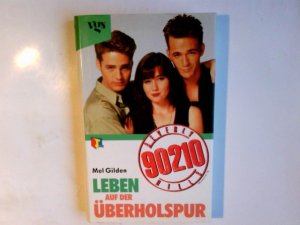 vgs
BEVERLY
90210
HILLS
Mel Gilden
LEBEN
AUF DER
ÜBERHOLSPUR